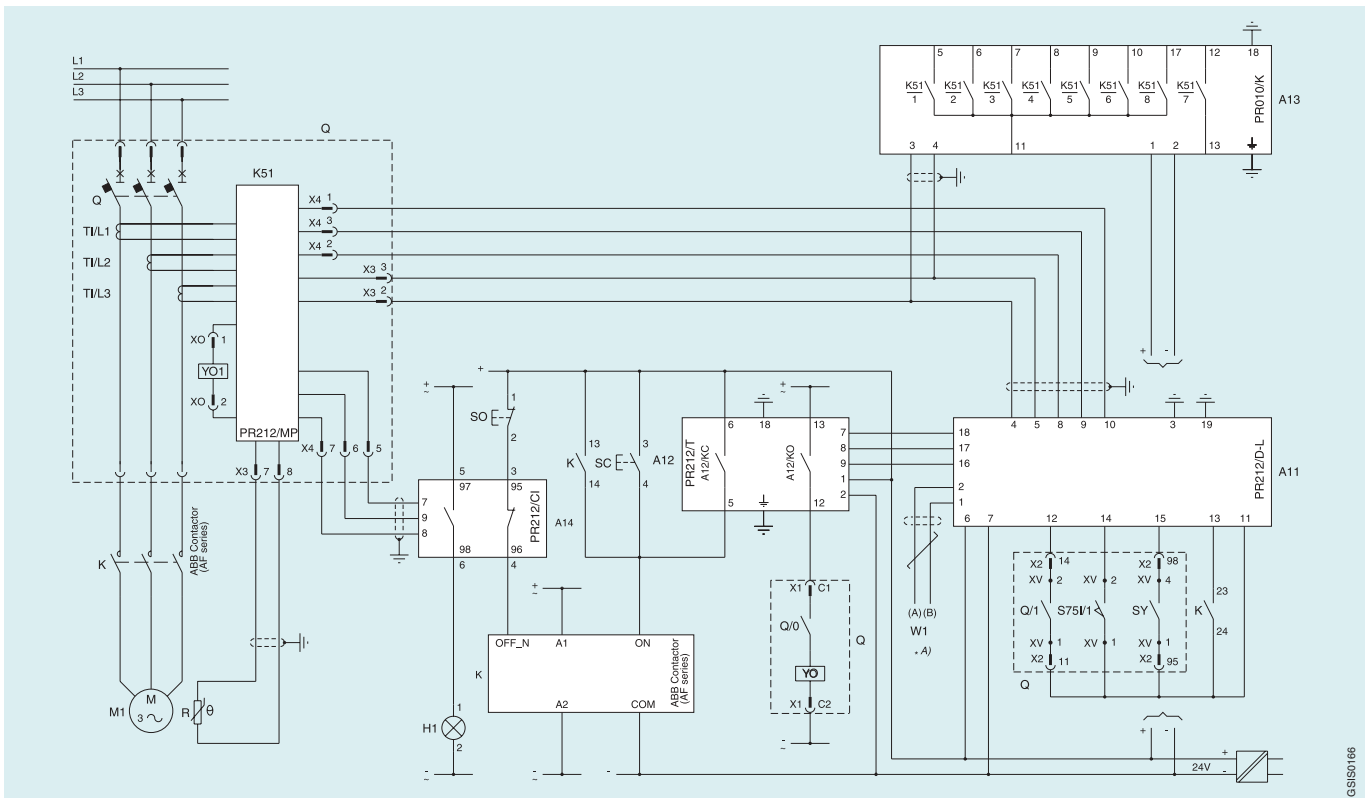 L1
L2
L3
Q
Q
K51
TI/L1
TI/L2
TI/L3
XO 1
YO1
XO 2
PR212/MP
X4 1
X4 3
X4 2
X3 3
X3 2
X4 7 6 5
X3 7 8
5 6 7 8 9 10 17 12 18
K51 K51 K51 K51 K51 K51 K51 K51
1 2 3 4 5 6 8 7
PR010/K
A13
3 4 11 1 2 13
+ -
K
ABB Contactor
(AF series)
M1
M
3
R θ
+
~
+
+
~
SO
1
2
5 3
97 95
7
9
8
98 96
6 4
PR212/CI
A14
13
K
14
3
SC
4
A12
6 18 13
PR212/T
A12/KC
A12/KO
5 12
7
8
9
1
2
18
17
16
2
1
4 5 8 9 10 3 19
PR212/D-L
A11
6 7 12 14 15 13 11
(A) (B)
W1
* A)
X2 14
XV 2
Q/1
XV 1
X2 11
XV 2
S75I/1
XV 1
X2 98
XV 4
SY
XV 1
X2 95
Q
23
K
24
+ -
X1 C1
Q/0
YO
X1 C2
Q
-
~
+
~
OFF_N A1 ON
K
A2 COM
ABB Contactor
(AF series)
H1
1
2
-
~
-
~
-
+
24V
-
GSIS0166